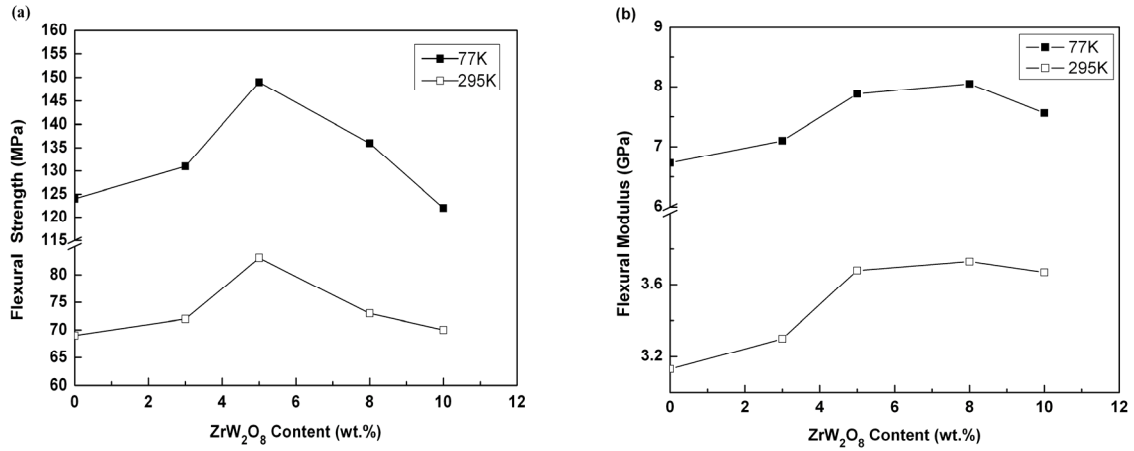 (a)
160
155
150
145
140
135
130
125
120
115
80
75
70
65
60
0 2 4 6 8 10 12
Flexural Strength (MPa)
ZrW2O8 Content (wt.%)
77K
295K
(b)
9
8
7
6
3.6
3.2
0 2 4 6 8 10 12
Flexural Modulus (GPa)
ZrW2O8 Content (wt.%)
77K
295K